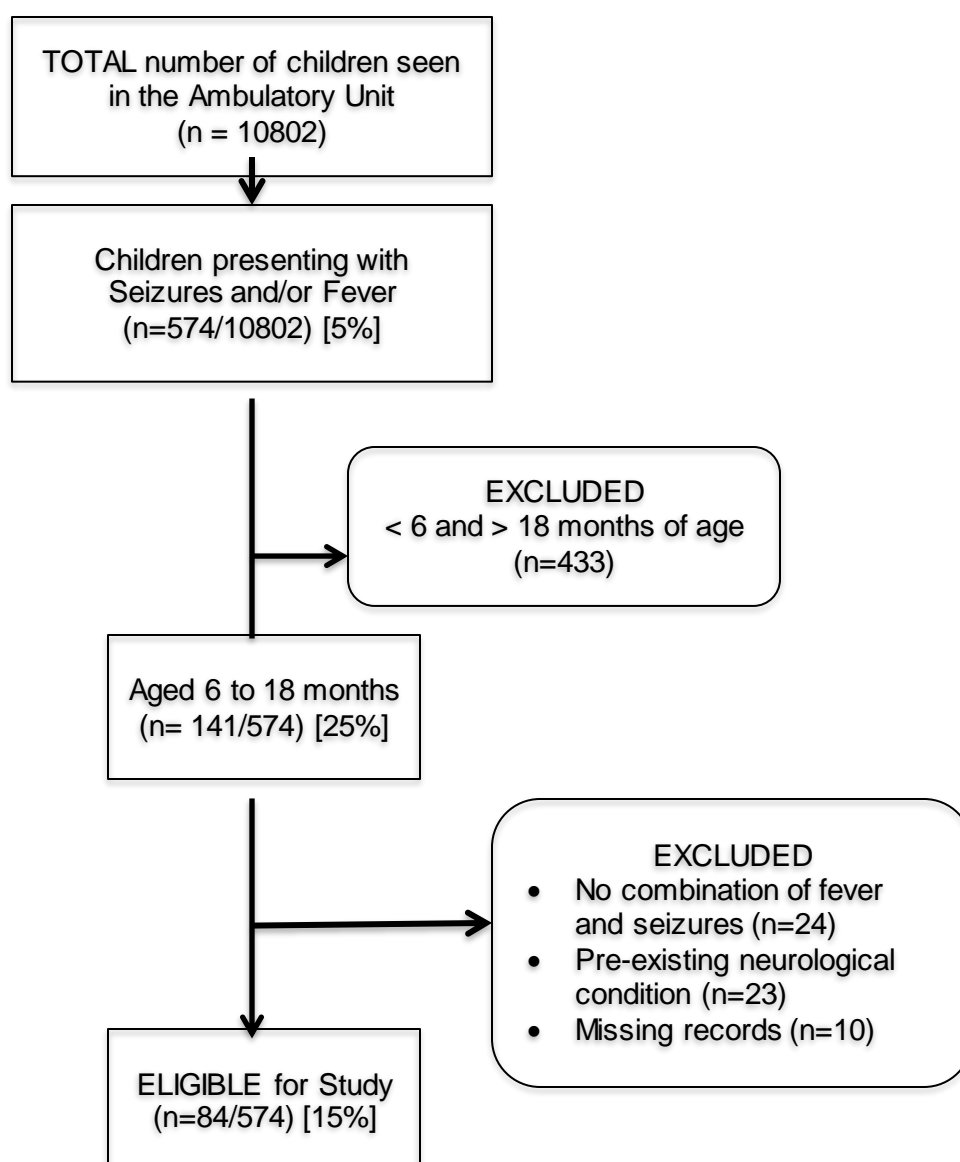 TOTAL number of children seen
in the Ambulatory Unit
(n = 10802)
Children presenting with
Seizures and/or Fever
(n=574/10802) [5%]
EXCLUDED
< 6 and > 18 months of age
(n=433)
Aged 6 to 18 months
(n= 141/574) [25%]
EXCLUDED
• No combination of fever
and seizures (n=24)
• Pre-existing neurological
condition (n=23)
• Missing records (n=10)
ELIGIBLE for Study
(n=84/574) [15%]